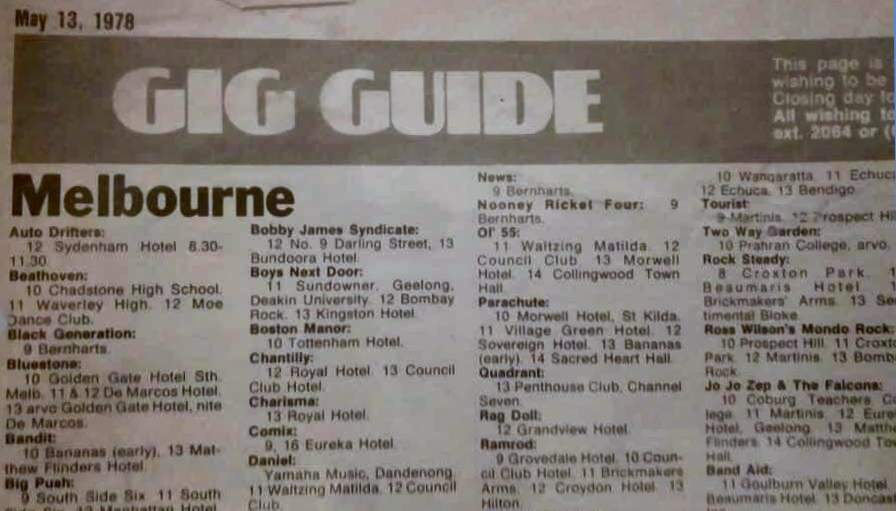 May 13, 1978
GIG GUIDE
This page is
wishing to be
Closing day to
All wishing to
ext. 2064 or
Melbourne
Auto Drifters:
12 Sydenham Hotel 8.30-
11.30.
Beathoven:
10 Chadstone High School.
11 Waverley High. 12 Moe
Dance Club.
Black Generation:
9 Bernharts.
Bluestone:
10 Golden Gate Hotel Sth.
Melb. 11 & 12 De Marcos Hotel.
13 arvo Golden Gate Hotel, nite
De Marcos.
Bandit:
10 Bananas (early). 13 Mat-
thew Flinders Hotel.
Big Push:
9 South Side Six. 11 South
Side Six. 13 Manhattan Hotel.
Bobby James Syndicate:
12 No. 9 Darling Street, 13
Bundoora Hotel.
Boys Next Door:
11 Sundowner, Geelong,
Deakin University. 12 Bombay
Rock. 13 Kingston Hotel.
Boston Manor:
10 Tottenham Hotel.
Chantilly:
12 Royal Hotel. 13 Council
Club Hotel.
Charisma:
13 Royal Hotel.
Comix:
9, 16 Eureka Hotel.
Daniel:
Yamaha Music, Dandenong.
11 Waltzing Matilda. 12 Council
Club.
News:
9 Bernharts.
Nooney Ricket Four: 9
Bernharts.
Ol' 55:
11 Waltzing Matilda. 12
Council Club. 13 Morwell
Hotel. 14 Collingwood Town
Hall.
Parachute:
10 Morwell Hotel, St Kilda.
11 Village Green Hotel. 12
Sovereign Hotel. 13 Bananas
(early). 14 Sacred Heart Hall.
Quadrant:
13 Penthouse Club, Channel
Seven.
Rag Doll:
12 Grandview Hotel.
Ramrod:
9 Grovedale Hotel. 10 Coun-
cil Club Hotel. 11 Brickmakers
Arms. 12 Croydon Hotel. 13
Hilton.
10 Wangaratta. 11 Echuc
12 Echuca. 13 Bendigo.
Tourist:
9 Martinis. 12 Prospect Hi
Two Way Garden:
10 Prahran College, arvo.
Rock Steady:
8 Croxton Park.
Beaumaris Hotel
Brickmakers' Arms. 13 Se
timental Bloke.
Ross Wilson's Mondo Rock:
10 Prospect Hill. 11 Croxt
Park. 12 Martinis. 13 Bomb
Rock.
Jo Jo Zep & The Falcons:
10 Coburg Teachers C
lege. 11 Martinis. 12 Eure
Hotel, Geelong. 13 Matthe
Flinders. 14 Collingwood To
Hall.
Band Aid:
11 Goulburn Valley Hotel.
Beaumaris Hotel. 13 Doncas